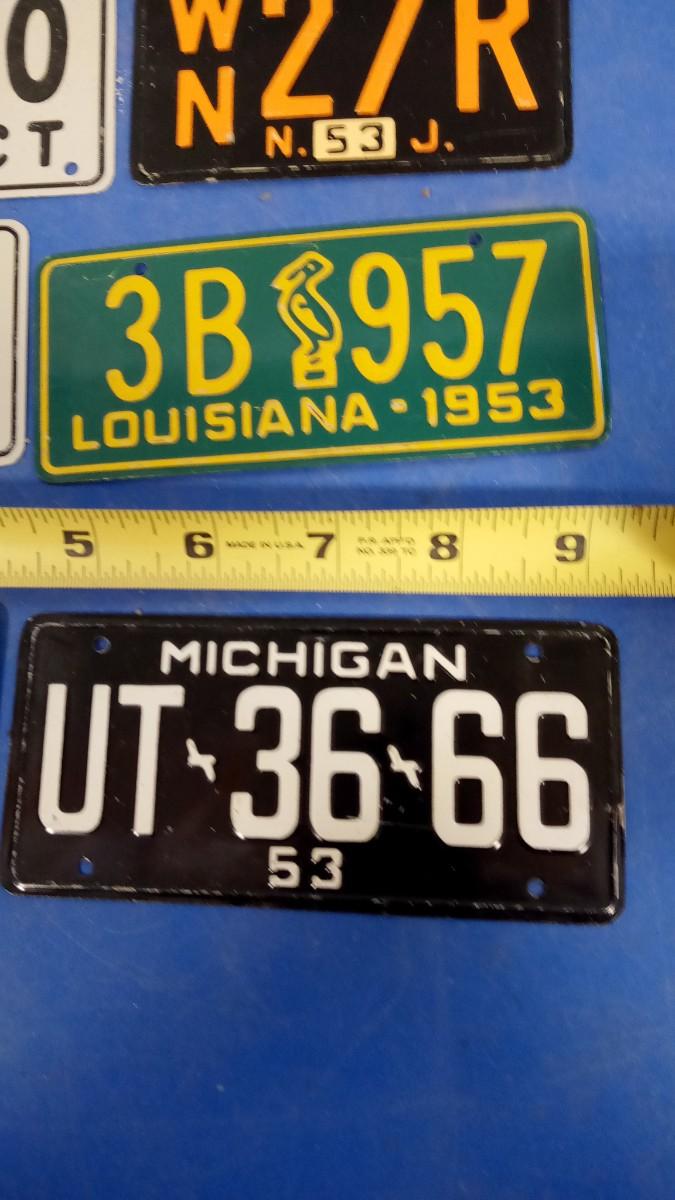 0
CT.
WN 27R
N. 53 J.
3B 957
LOUISIANA - 1953
5 6 MADE IN U.S.A. 7 8 9
MICHIGAN
UT 36 66
53